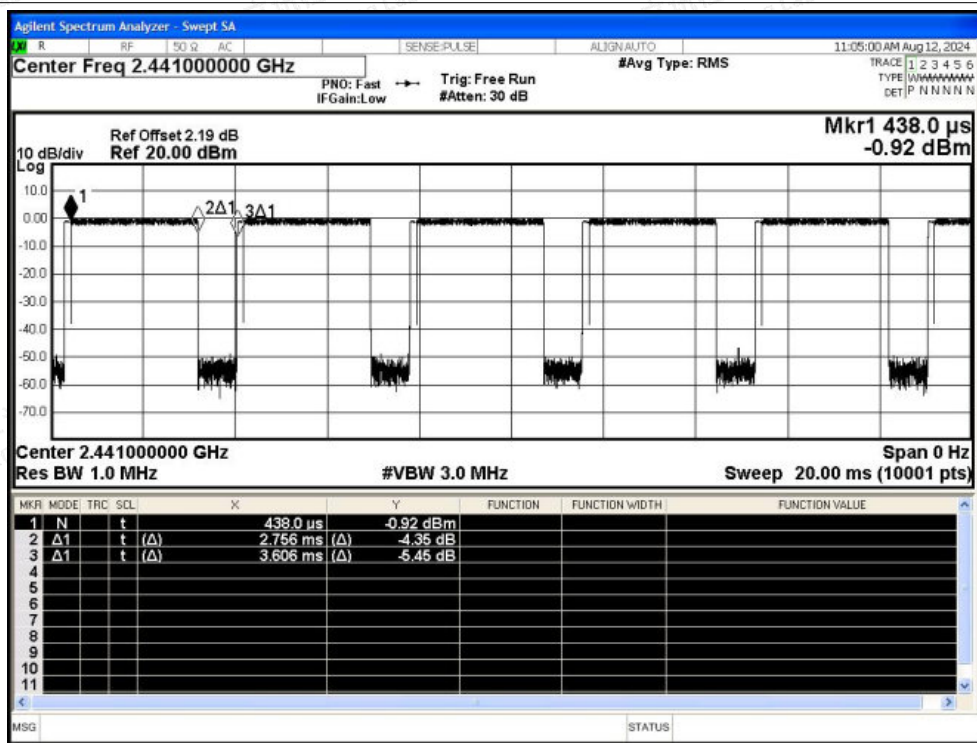 Agilent Spectrum Analyzer - Swept SA
LXI R RF 50 Ω AC SENSE:PULSE ALIGNAUTO 11:05:00 AM Aug 12, 2024
Center Freq 2.441000000 GHz #Avg Type: RMS TRACE 1 2 3 4 5 6
PNO: Fast Trig: Free Run TYPE WWWWWW
IFGain:Low #Atten: 30 dB DET P N N N N N
Mkr1 438.0 µs
Ref Offset 2.19 dB
10 dB/div Ref 20.00 dBm -0.92 dBm
Log
10.0
1
2Δ1 3Δ1
0.00
-10.0
-20.0
-30.0
-40.0
-50.0
-60.0
-70.0
Center 2.441000000 GHz Span 0 Hz
Res BW 1.0 MHz #VBW 3.0 MHz Sweep 20.00 ms (10001 pts)
MKR MODE TRC SCL X Y FUNCTION FUNCTION WIDTH FUNCTION VALUE
1 N t 438.0 µs -0.92 dBm
2 Δ1 t (Δ) 2.756 ms (Δ) -4.35 dB
3 Δ1 t (Δ) 3.606 ms (Δ) -5.45 dB
4
5
6
7
8
9
10
11
MSG STATUS